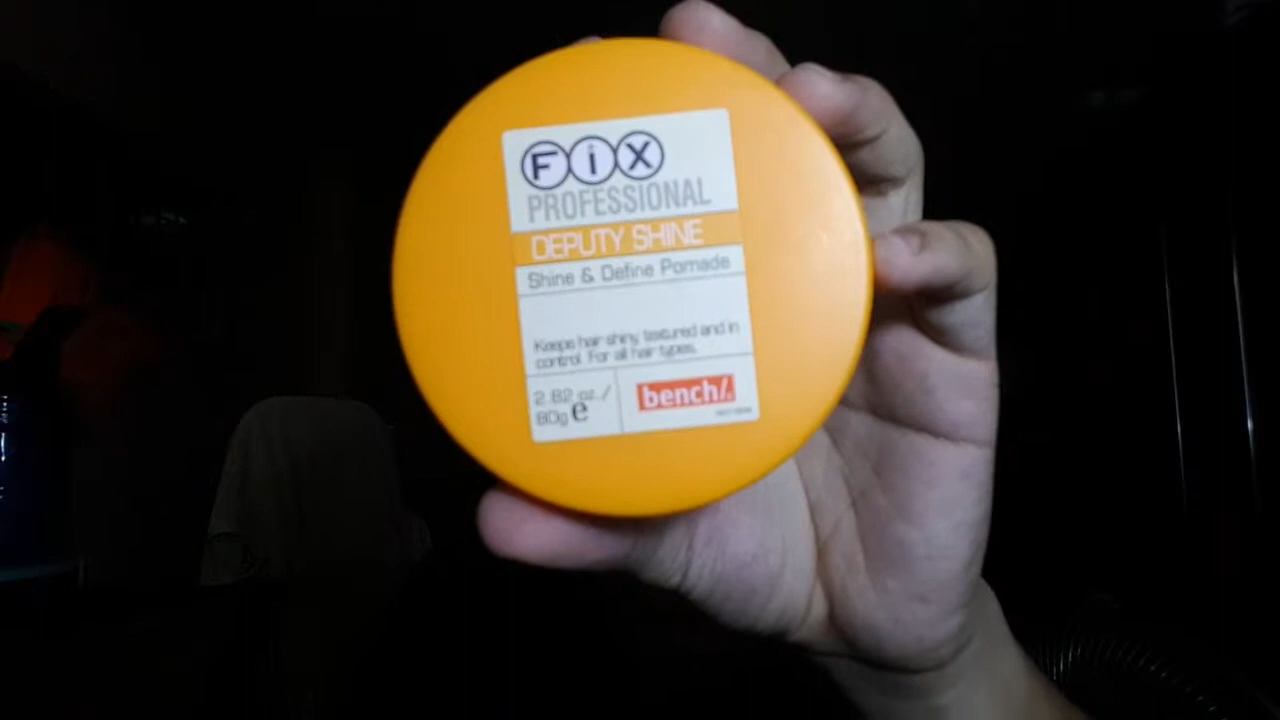 FiX
PROFESSIONAL
DEPUTY SHINE
Shine & Define Pomade
Keeps hair shiny, textured and in
control. For all hair types.
2.82 oz./
80g e
bench/.